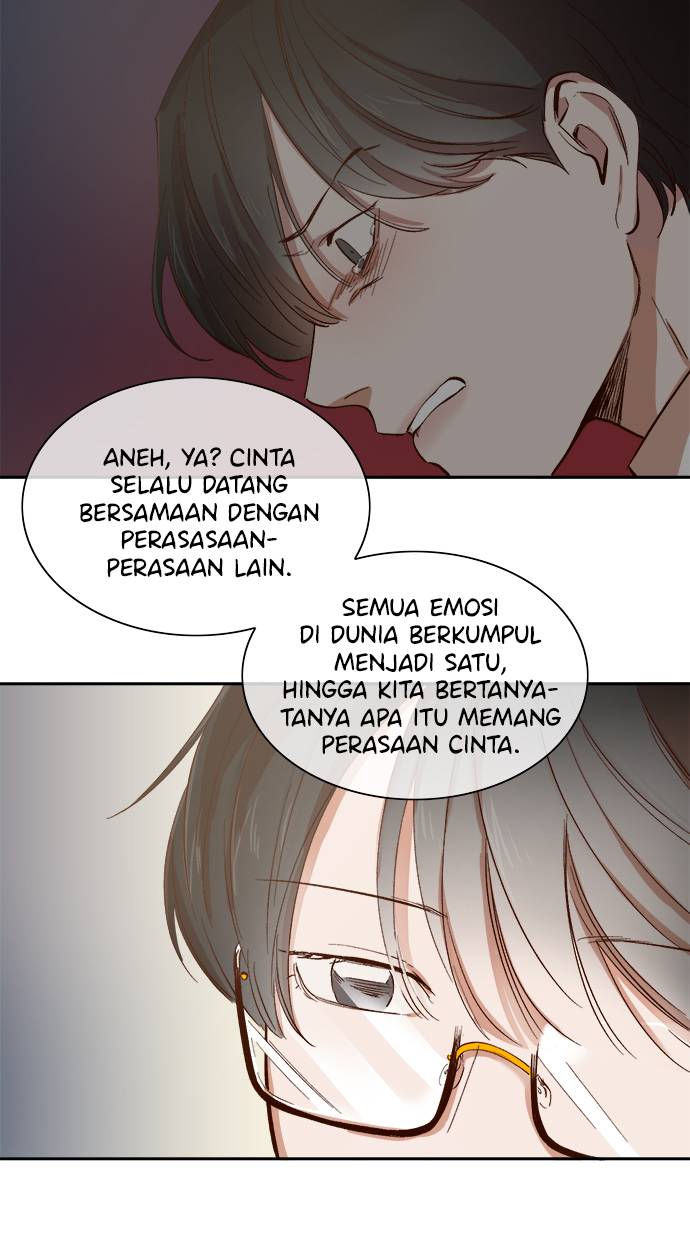 ANEH, YA? CINTA
SELALU DATANG
BERSAMAAN DENGAN
PERASASAAN-
PERASAAN LAIN.
SEMUA EMOSI
DI DUNIA BERKUMPUL
MENJADI SATU,
HINGGA KITA BERTANYA-
TANYA APA ITU MEMANG
PERASAAN CINTA.